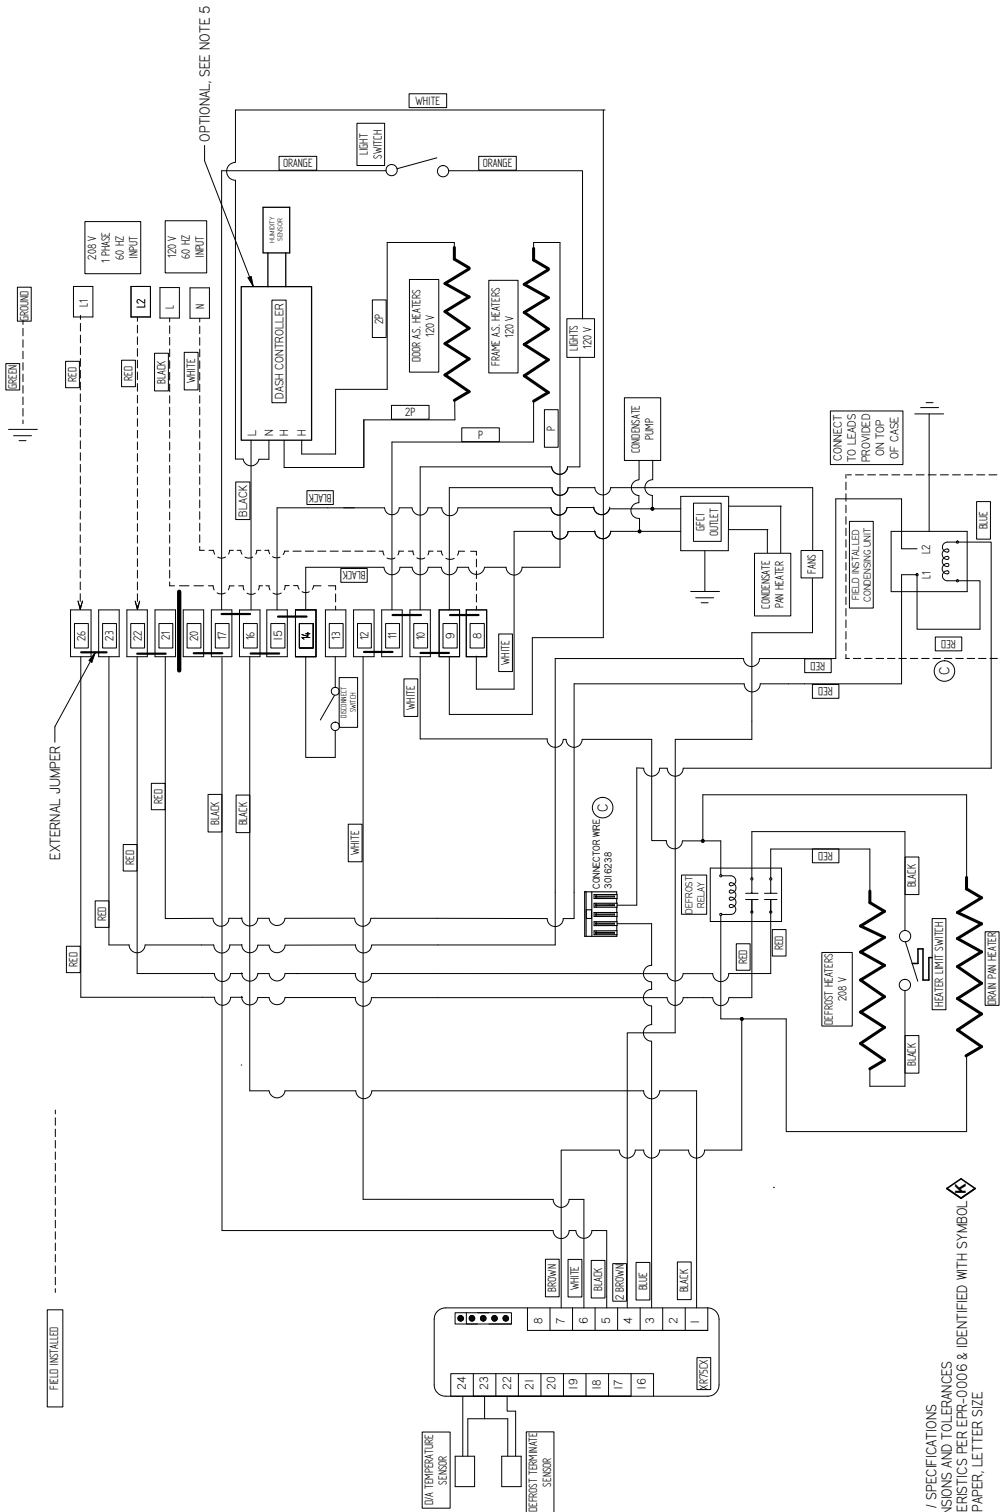 OPTIONAL, SEE NOTE 5
EXTERNAL JUMPER
GREEN
GROUND
208 V
1 PHASE
60 HZ
INPUT
L1
L2
120 V
60 HZ
INPUT
L
N
RED
RED
BLACK
WHITE
WHITE
LIGHT
SWITCH
ORANGE
ORANGE
HUMIDITY
SENSOR
DASH CONTROLLER
L
N
H
H
BLACK
2P
2P
DOOR A.S. HEATERS
120 V
FRAME A.S. HEATERS
120 V
P
P
LIGHTS
120 V
BLACK
BLACK
CONDENSATE
PUMP
GFCI
OUTLET
CONDENSATE
PAN HEATER
FANS
WHITE
CONNECT
TO LEADS
PROVIDED
ON TOP
OF CASE
FIELD INSTALLED
CONDENSING UNIT
L1
L2
BLUE
RED
C
RED
RED
26
23
22
21
20
17
16
15
14
13
12
11
10
9
8
DISCONNECT
SWITCH
WHITE
RED
RED
RED
RED
BLACK
BLACK
WHITE
CONNECTOR WIRE
3016238
C
DEFROST
RELAY
RED
RED
RED
BLACK
BLACK
DEFROST HEATERS
208 V
HEATER LIMIT SWITCH
DRAIN PAN HEATER
FIELD INSTALLED
BROWN
WHITE
BLACK
2 BROWN
BLUE
BLACK
8
7
6
5
4
3
2
1
24
23
22
21
20
19
18
17
16
XR75CX
D/A TEMPERATURE
SENSOR
DEFROST TERMINATE
SENSOR
/ SPECIFICATIONS
NSIONS AND TOLERANCES
ERISTICS PER EPR-0006 & IDENTIFIED WITH SYMBOL K
PAPER, LETTER SIZE